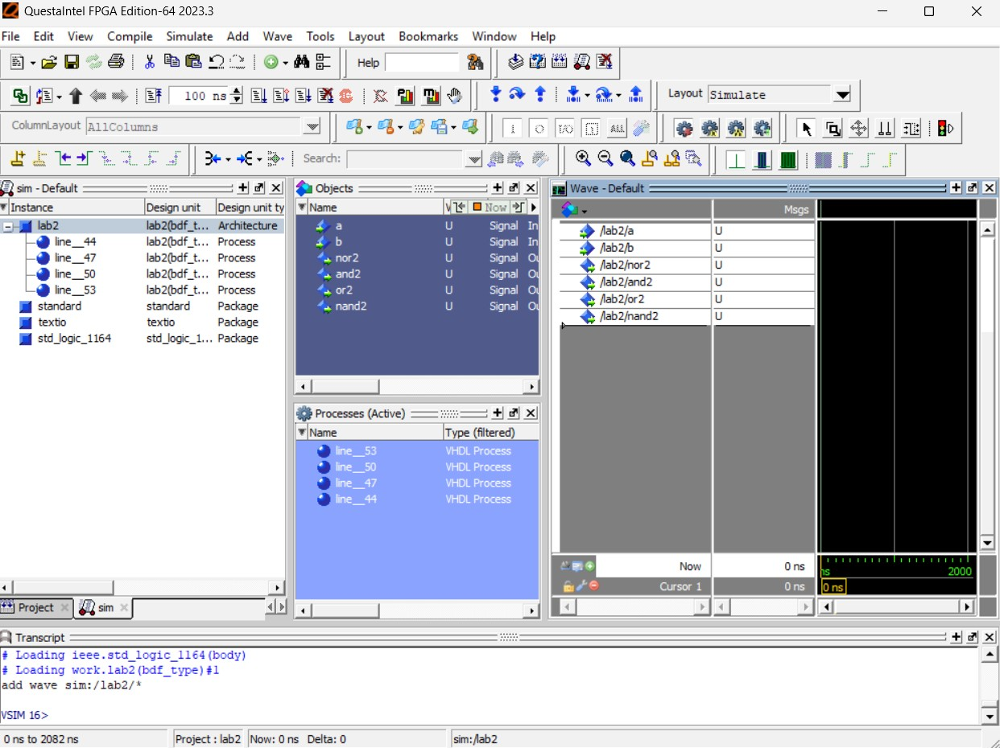 QuestaIntel FPGA Edition-64 2023.3
File Edit View Compile Simulate Add Wave Tools Layout Bookmarks Window Help
Help
100 ns
Layout Simulate
ColumnLayout AllColumns
Search:
sim - Default
Instance Design unit Design unit ty
lab2 lab2(bdf_t... Architecture
line__44 lab2(bdf_t... Process
line__47 lab2(bdf_t... Process
line__50 lab2(bdf_t... Process
line__53 lab2(bdf_t... Process
standard standard Package
textio textio Package
std_logic_1164 std_logic_1... Package
Project sim
Objects
Name Now
a U Signal In
b U Signal In
nor2 U Signal Ou
and2 U Signal Ou
or2 U Signal Ou
nand2 U Signal Ou
Processes (Active)
Name Type (filtered)
line__53 VHDL Process
line__50 VHDL Process
line__47 VHDL Process
line__44 VHDL Process
Wave - Default
Msgs
/lab2/a U
/lab2/b U
/lab2/nor2 U
/lab2/and2 U
/lab2/or2 U
/lab2/nand2 U
Now 0 ns ns 2000
Cursor 1 0 ns 0 ns
Transcript
# Loading ieee.std_logic_1164(body)
# Loading work.lab2(bdf_type)#1
add wave sim:/lab2/*
VSIM 16>
0 ns to 2082 ns Project : lab2 Now: 0 ns Delta: 0 sim:/lab2